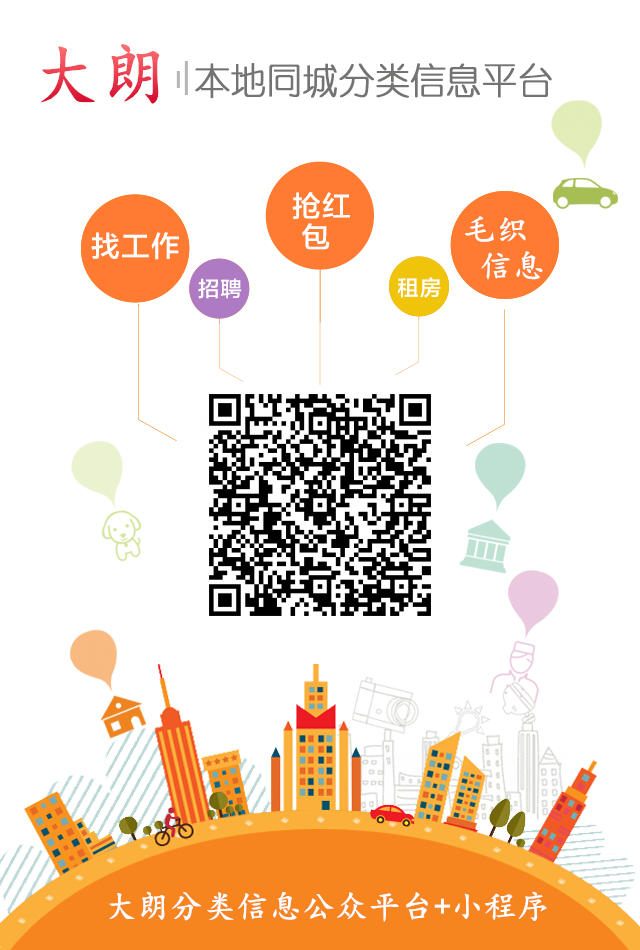 大朗 本地同城分类信息平台
抢红
包
找工作
毛织
信息
招聘
租房
大朗分类信息公众平台+小程序